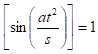 [sin(at²/s)] = 1